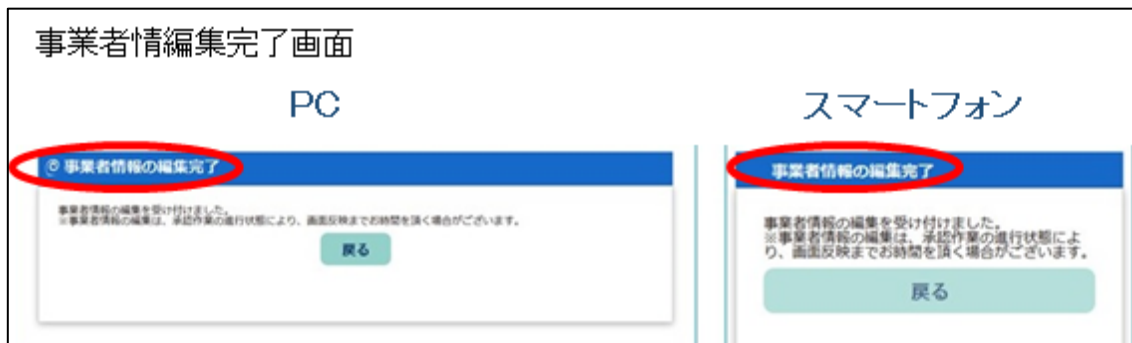 事業者情編集完了画面
PC
事業者情報の編集完了
事業者情報の編集を受け付けました。
※事業者情報の編集は、承認作業の進行状態により、画面反映までお時間を頂く場合がございます。
戻る
スマートフォン
事業者情報の編集完了
事業者情報の編集を受け付けました。
※事業者情報の編集は、承認作業の進行状態によ
り、画面反映までお時間を頂く場合がございます。
戻る